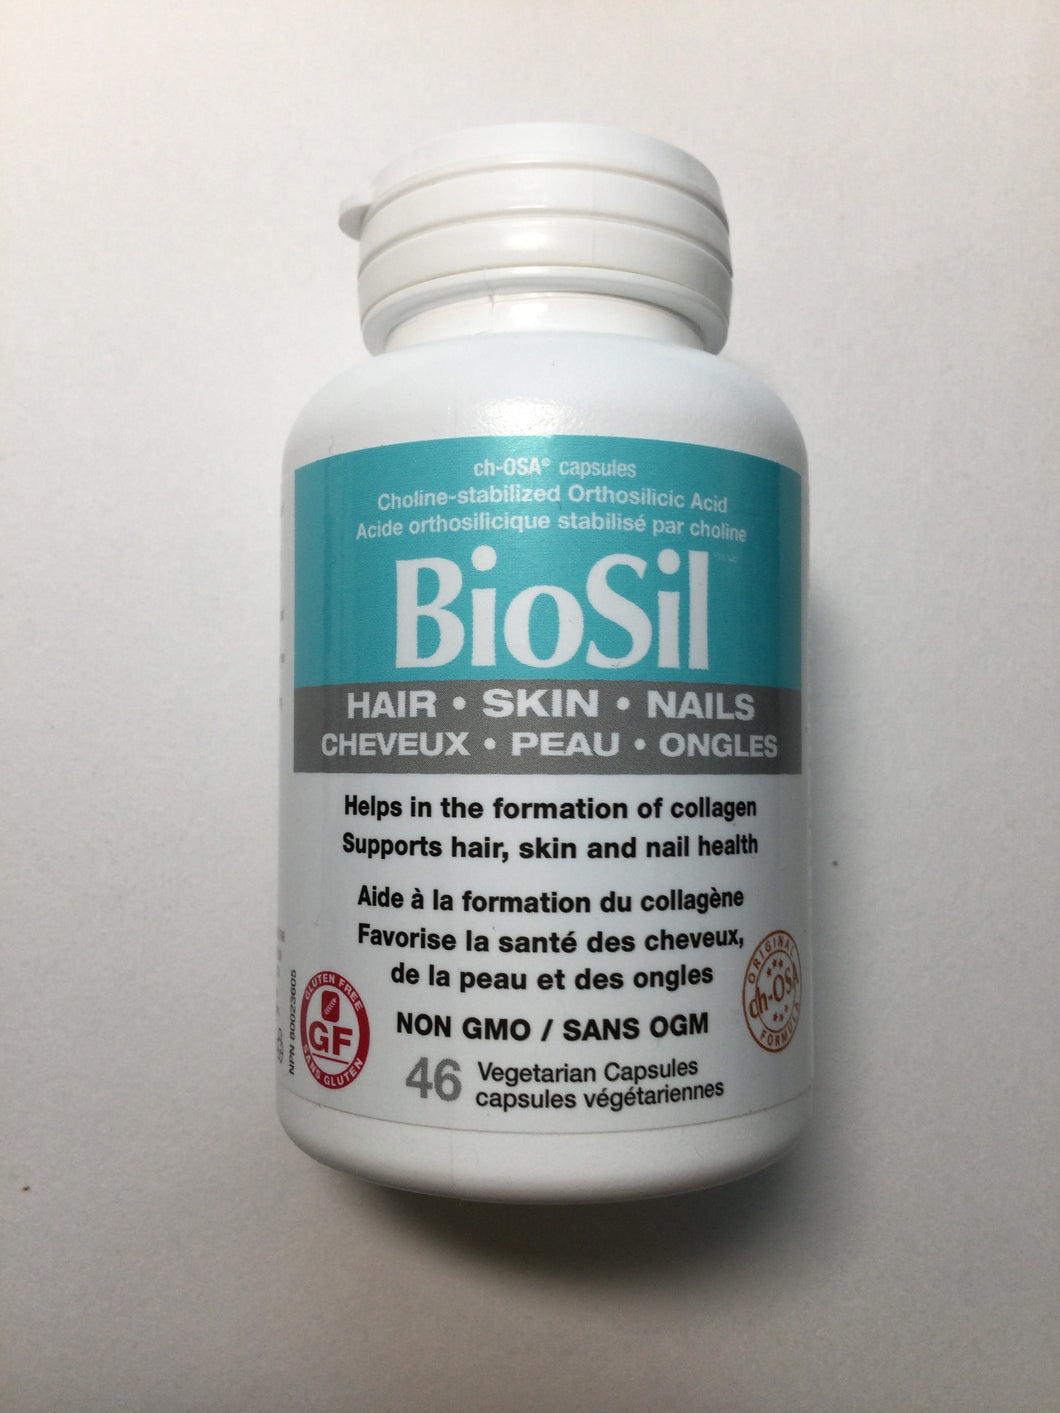 ch-OSA® capsules
Choline-stabilized Orthosilicic Acid
Acide orthosilicique stabilisé par choline
BioSil
HAIR • SKIN • NAILS
CHEVEUX • PEAU • ONGLES
Helps in the formation of collagen
Supports hair, skin and nail health
Aide à la formation du collagène
Favorise la santé des cheveux,
de la peau et des ongles
NON GMO / SANS OGM
46 Vegetarian Capsules
capsules végétariennes
GLUTEN FREE
GF
SANS GLUTEN
NPN 80023605
ORIGINAL
ch-OSA
FORMULA